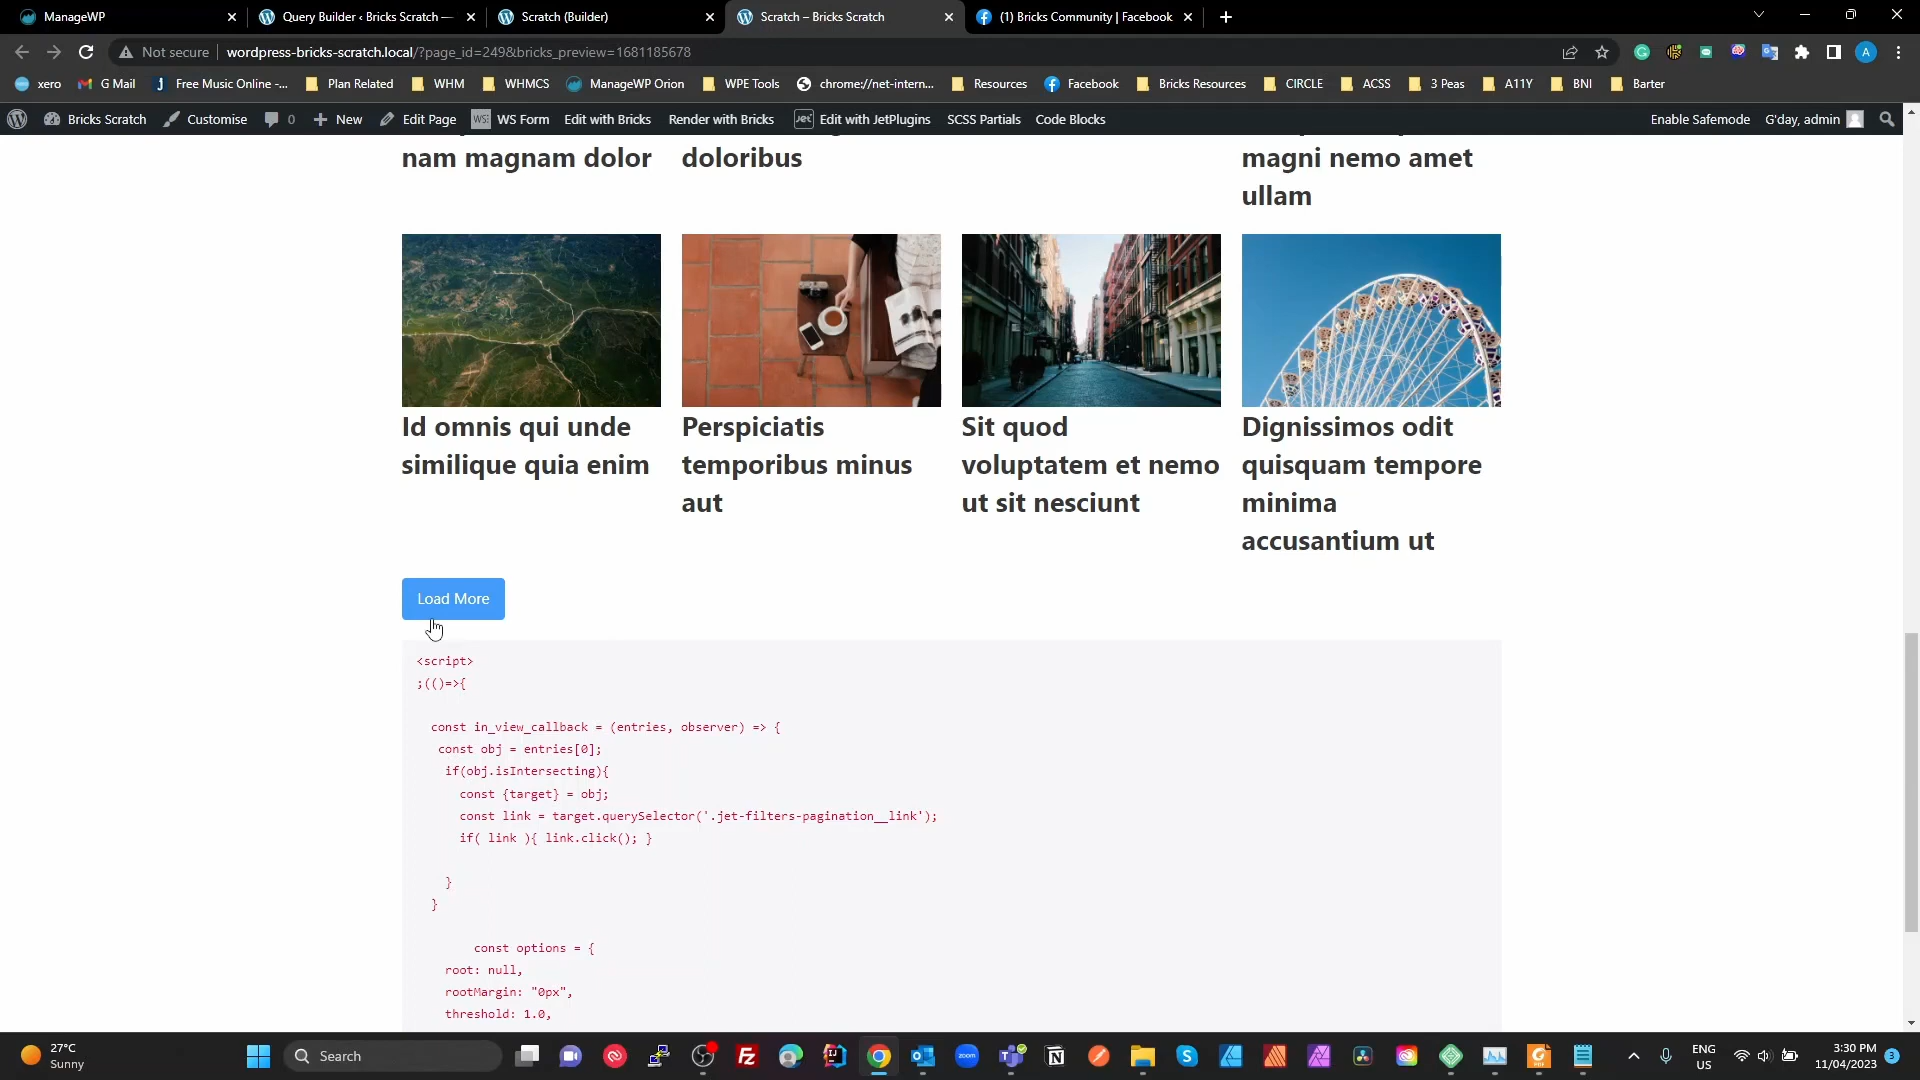 ManageWP
Query Builder ‹ Bricks Scratch —
Scratch (Builder)
Scratch – Bricks Scratch
(1) Bricks Community | Facebook
Not secure
wordpress-bricks-scratch.local/?page_id=249&bricks_preview=1681185678
A
xero
G Mail
Free Music Online -...
Plan Related
WHM
WHMCS
ManageWP Orion
WPE Tools
chrome://net-intern...
Resources
Facebook
Bricks Resources
CIRCLE
ACSS
3 Peas
A11Y
BNI
Barter
Bricks Scratch
Customise
0
New
Edit Page
WS Form
Edit with Bricks
Render with Bricks
Edit with JetPlugins
SCSS Partials
Code Blocks
Enable Safemode
G'day, admin
nam magnam dolor
doloribus
magni nemo amet
ullam
Id omnis qui unde
similique quia enim
Perspiciatis
temporibus minus
aut
Sit quod
voluptatem et nemo
ut sit nesciunt
Dignissimos odit
quisquam tempore
minima
accusantium ut
Load More
<script>
;(()=>{
const in_view_callback = (entries, observer) => {
const obj = entries[0];
if(obj.isIntersecting){
const {target} = obj;
const link = target.querySelector('.jet-filters-pagination__link');
if( link ){ link.click(); }
}
}
const options = {
root: null,
rootMargin: "0px",
threshold: 1.0,
27°C
Sunny
Search
ENG
US
3:30 PM
11/04/2023
3